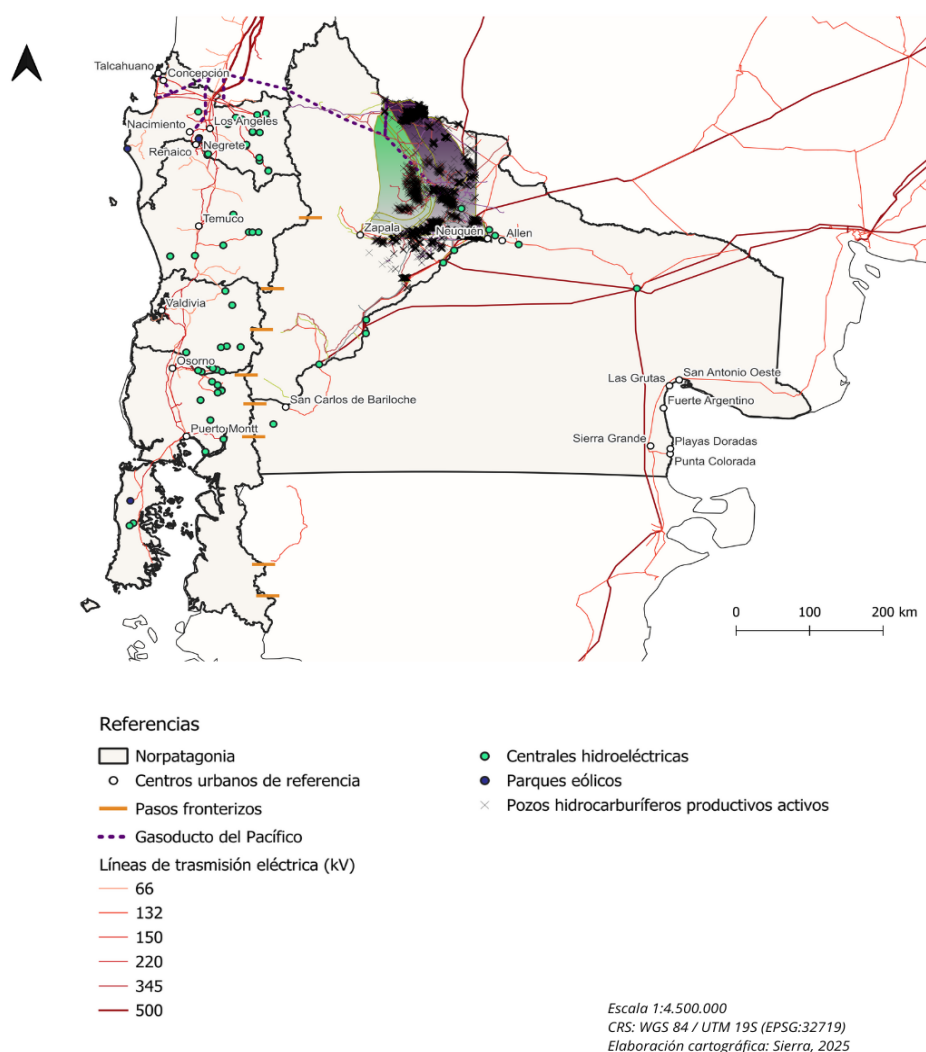 Talcahuano
Concepción
Nacimiento
Los Angeles
Renaico
Negrete
Temuco
Zapala
Neuquén
Allen
Valdivia
Osorno
San Carlos de Bariloche
Puerto Montt
Las Grutas
San Antonio Oeste
Fuerte Argentino
Sierra Grande
Playas Doradas
Punta Colorada
0 100 200 km
Referencias
Norpatagonia
Centros urbanos de referencia
Pasos fronterizos
Gasoducto del Pacífico
Líneas de trasmisión eléctrica (kV)
66
132
150
220
345
500
Centrales hidroeléctricas
Parques eólicos
Pozos hidrocarburíferos productivos activos
Escala 1:4.500.000
CRS: WGS 84 / UTM 19S (EPSG:32719)
Elaboración cartográfica: Sierra, 2025